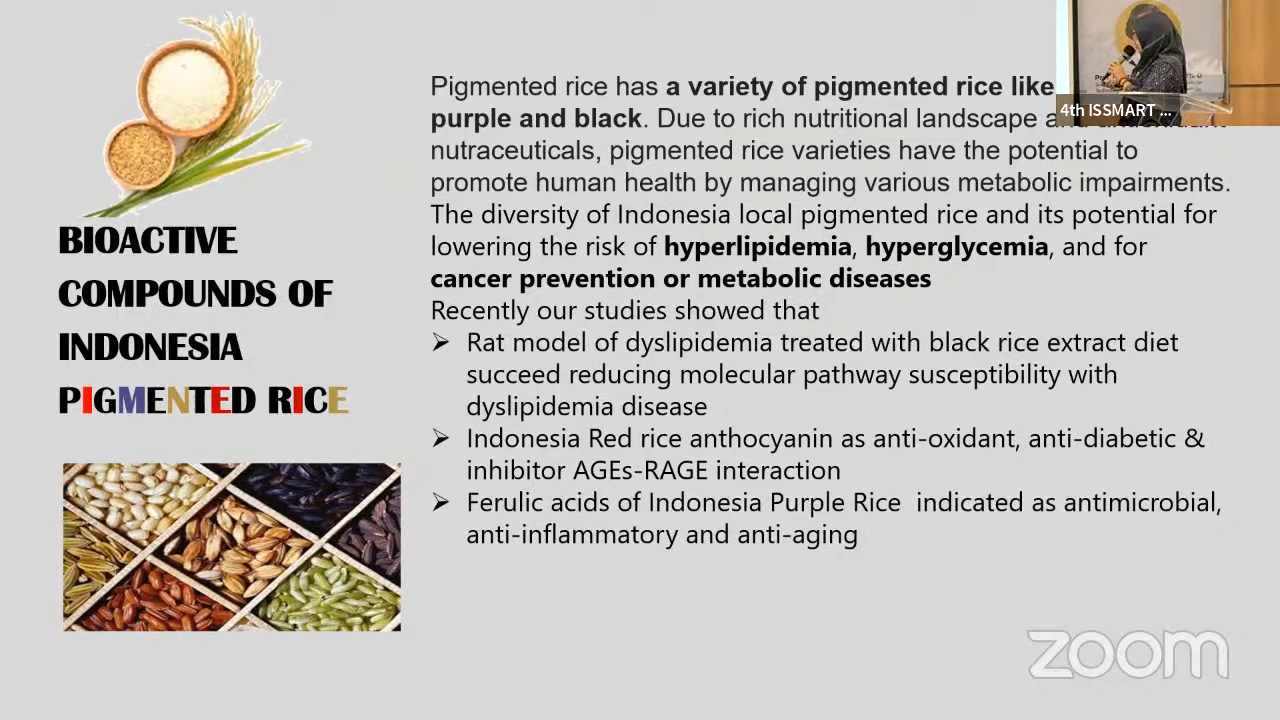 BIOACTIVE
COMPOUNDS OF
INDONESIA
PIGMENTED RICE
Pigmented rice has a variety of pigmented rice like
purple and black. Due to rich nutritional landscape
nutraceuticals, pigmented rice varieties have the potential to
promote human health by managing various metabolic impairments.
The diversity of Indonesia local pigmented rice and its potential for
lowering the risk of hyperlipidemia, hyperglycemia, and for
cancer prevention or metabolic diseases
Recently our studies showed that
➢ Rat model of dyslipidemia treated with black rice extract diet
succeed reducing molecular pathway susceptibility with
dyslipidemia disease
➢ Indonesia Red rice anthocyanin as anti-oxidant, anti-diabetic &
inhibitor AGEs-RAGE interaction
➢ Ferulic acids of Indonesia Purple Rice indicated as antimicrobial,
anti-inflammatory and anti-aging
4th ISSMART ...
zoom